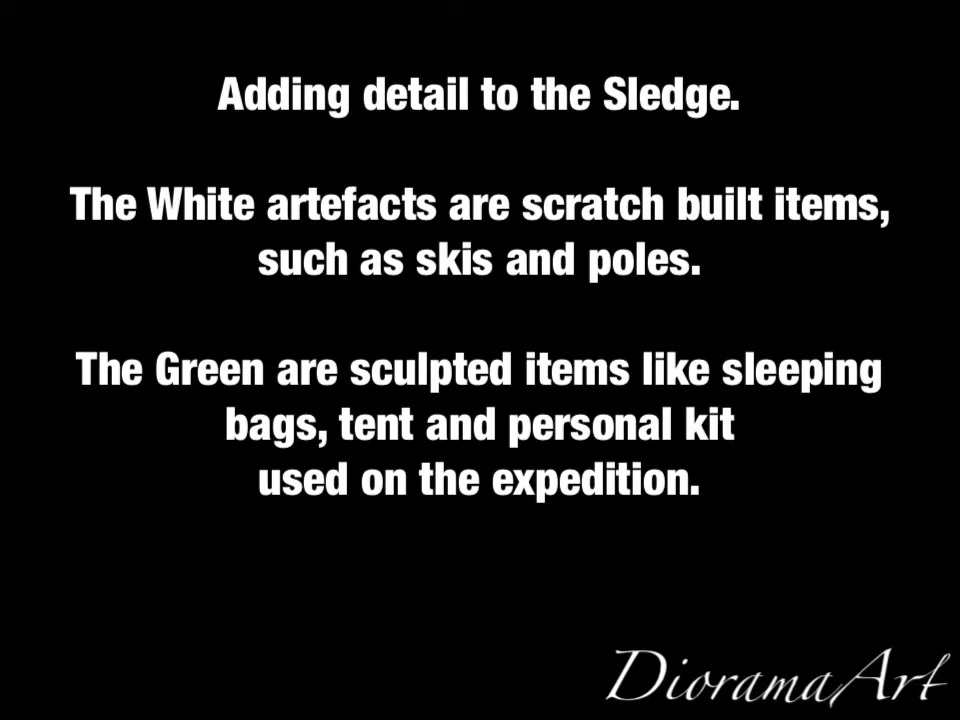 Adding detail to the Sledge.
The White artefacts are scratch built items,
such as skis and poles.
The Green are sculpted items like sleeping
bags, tent and personal kit
used on the expedition.
DioramaArt